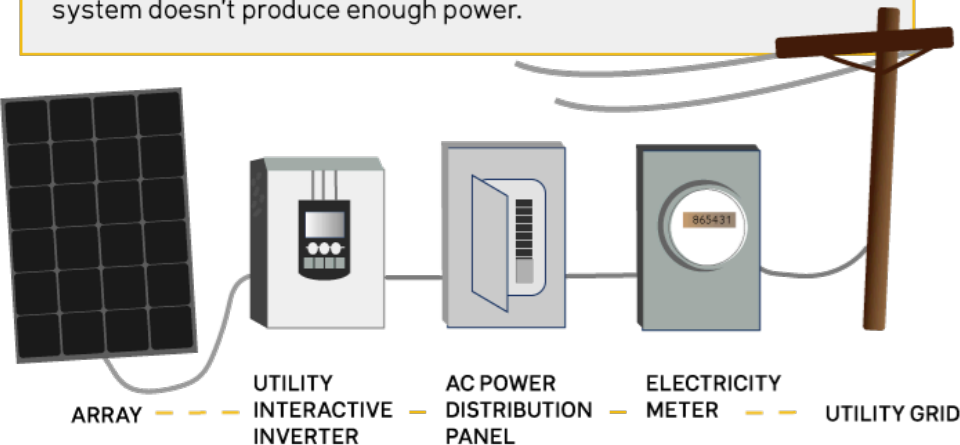 system doesn't produce enough power.
865431
UTILITY
INTERACTIVE
INVERTER
AC POWER
DISTRIBUTION
PANEL
ELECTRICITY
METER
ARRAY
UTILITY GRID